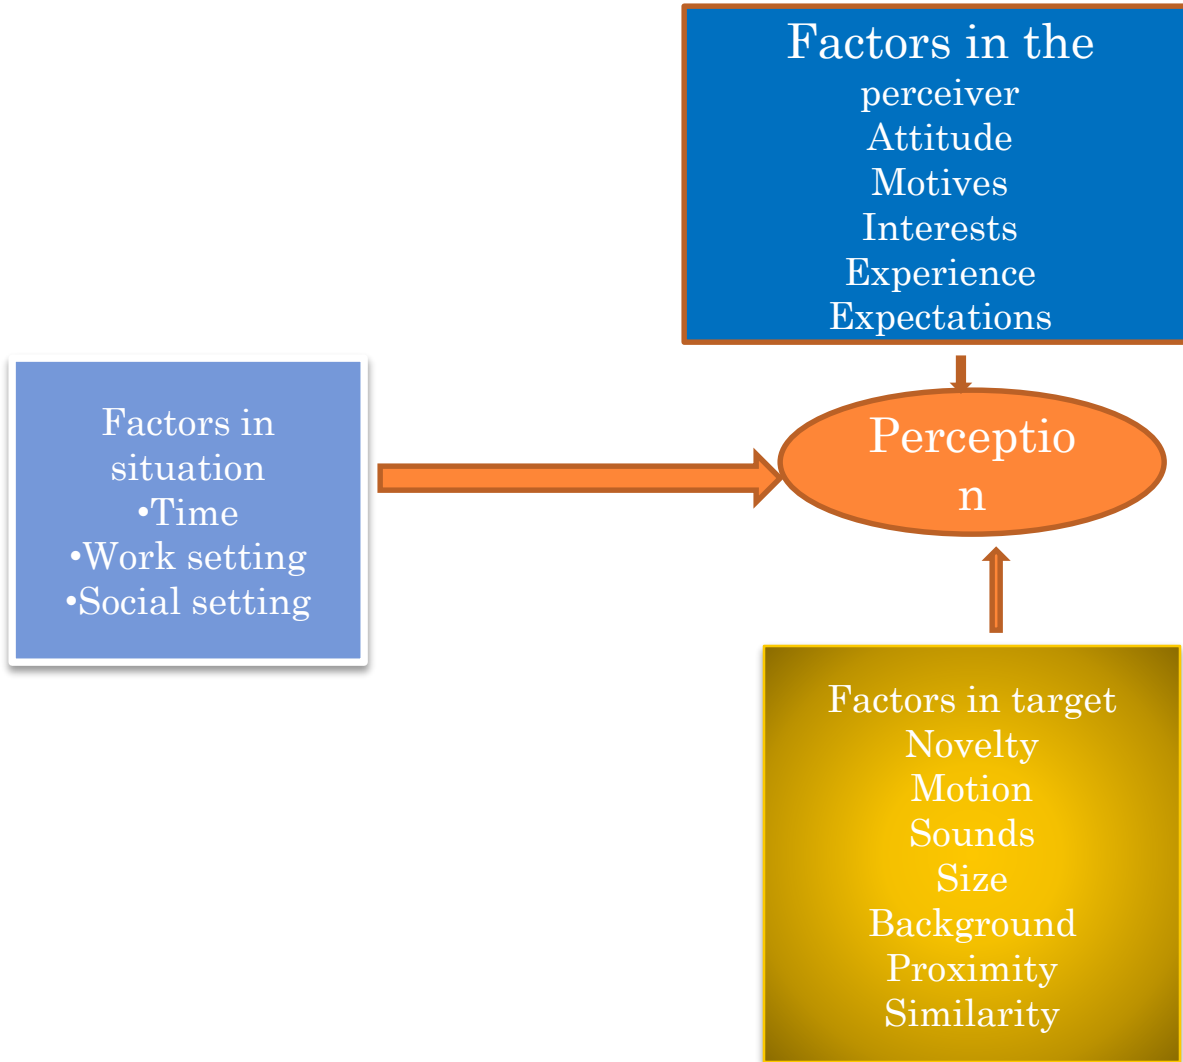 Factors in the
perceiver
Attitude
Motives
Interests
Experience
Expectations
Factors in
situation
•Time
•Work setting
•Social setting
Perceptio
n
Factors in target
Novelty
Motion
Sounds
Size
Background
Proximity
Similarity